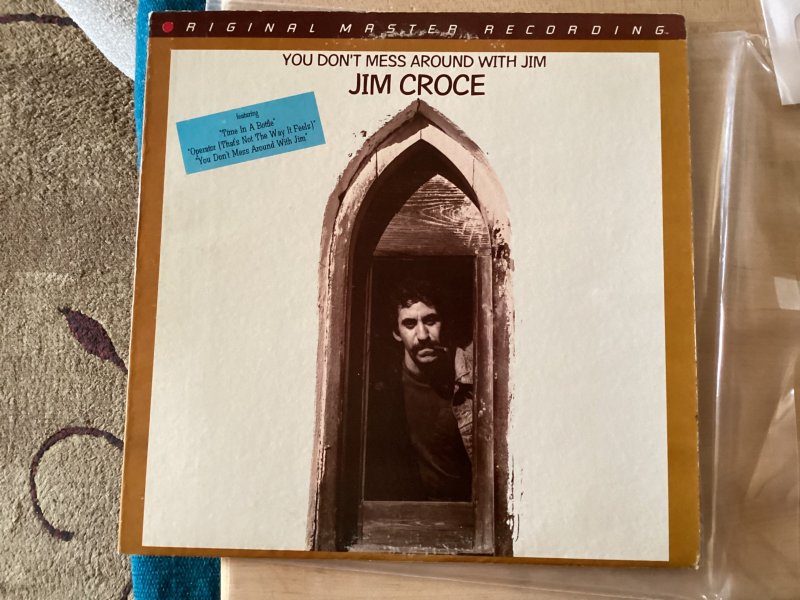 ORIGINAL MASTER RECORDING™
YOU DON'T MESS AROUND WITH JIM
JIM CROCE
featuring
"Time In A Bottle"
"Operator (That's Not The Way It Feels)"
"You Don't Mess Around With Jim"